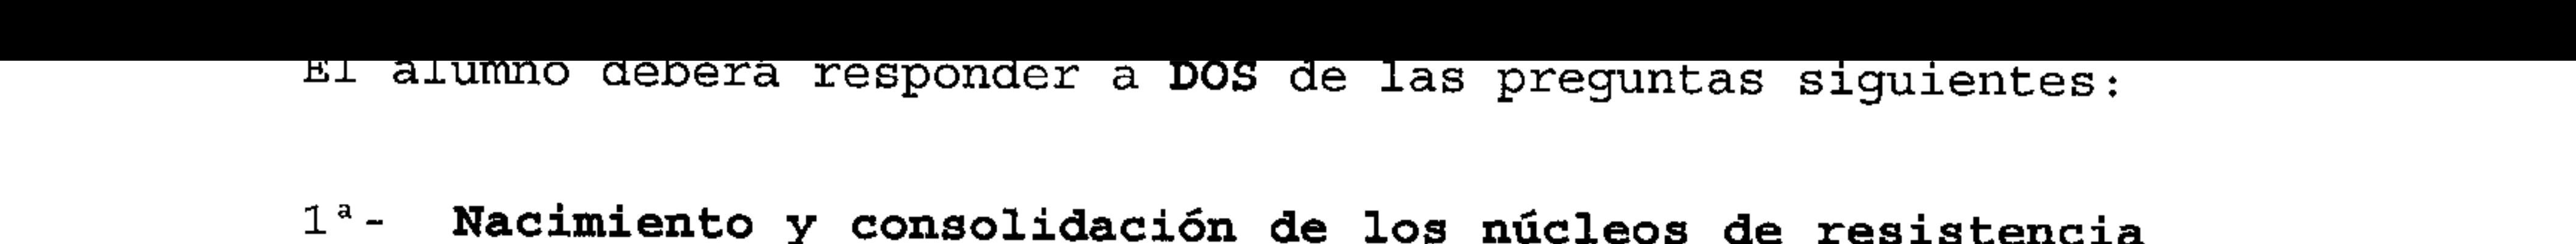 El alumno deberá responder a DOS de las preguntas siguientes:
1ª- Nacimiento y consolidación de los núcleos de resistencia